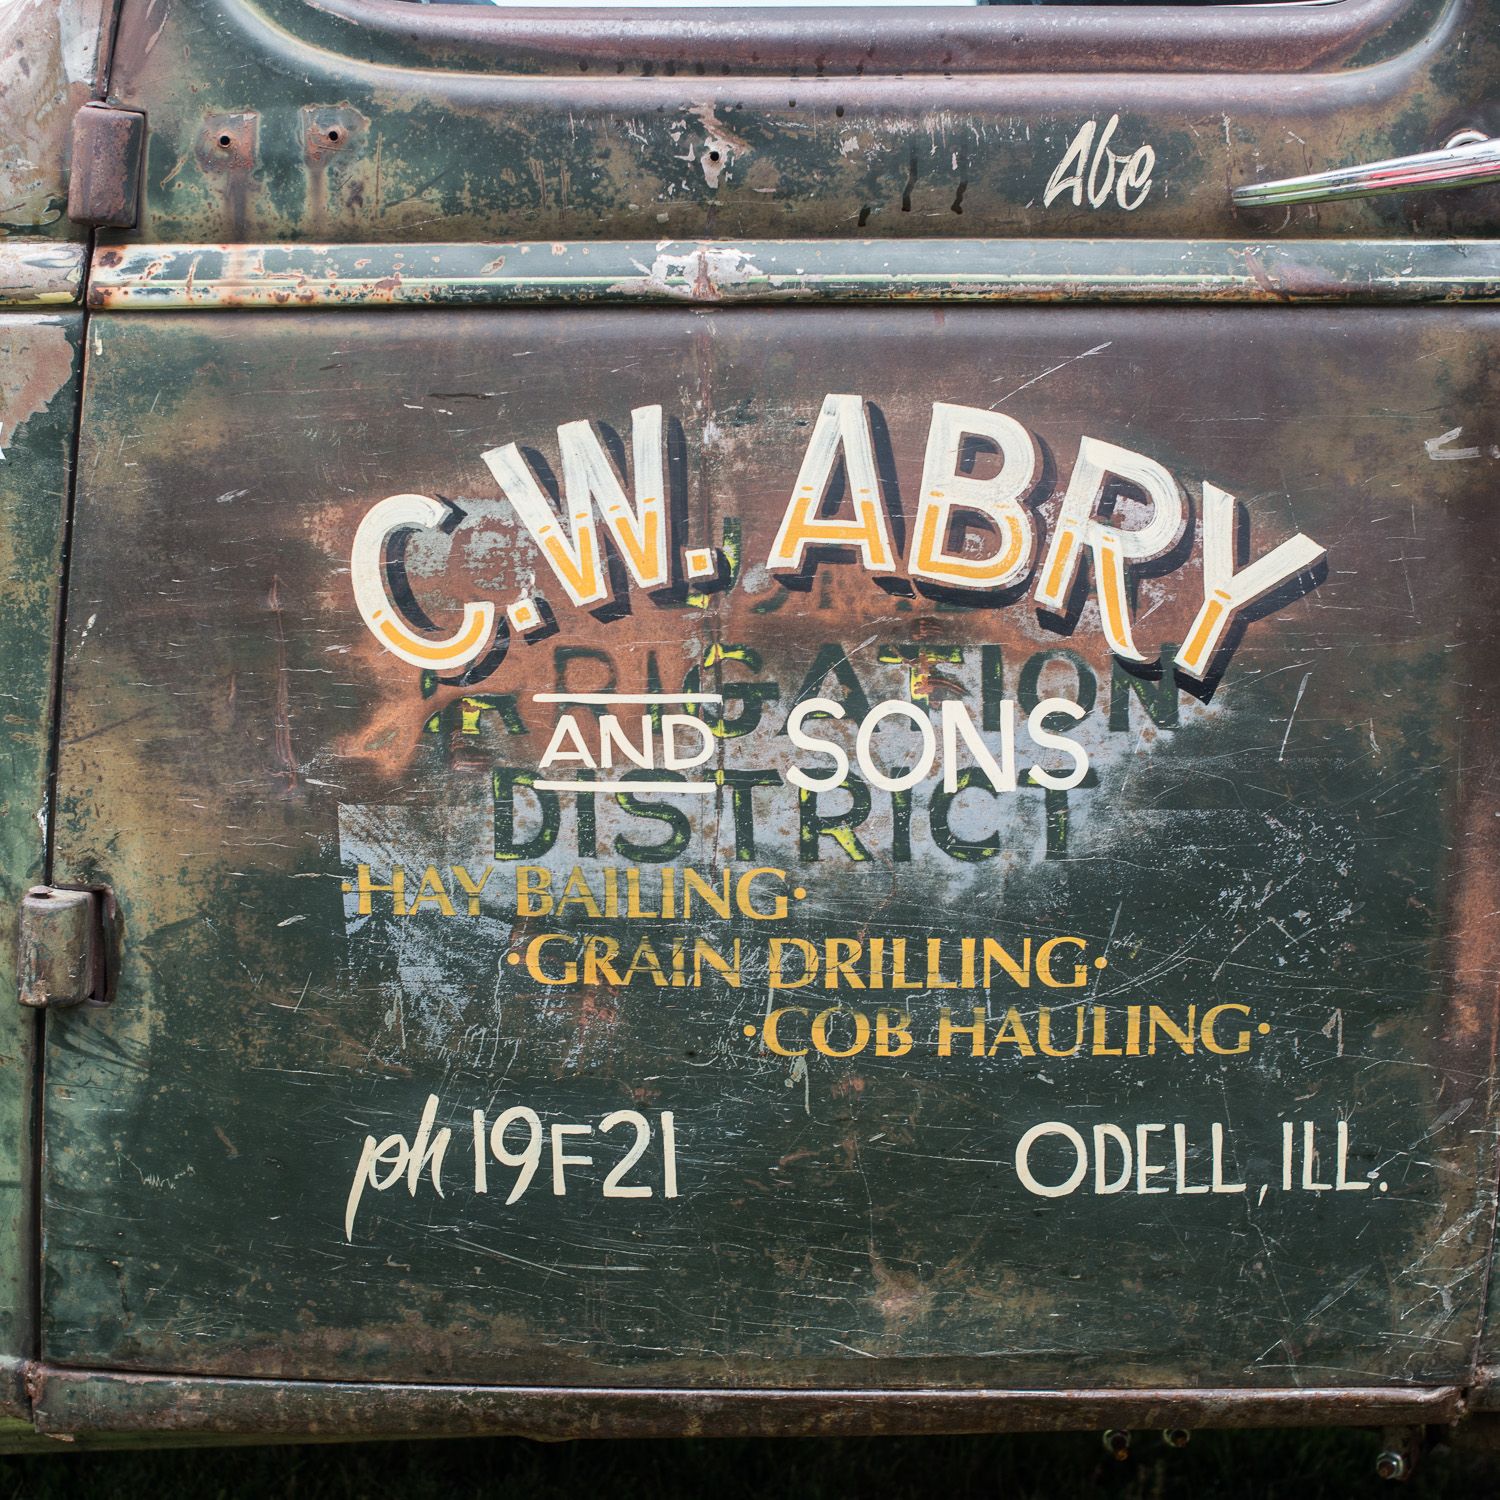 Abe
C.W. ABRY
IRRIGATION
AND SONS
DISTRICT
·HAY BAILING·
·GRAIN DRILLING·
·COB HAULING·
ph 19F21
ODELL, ILL.